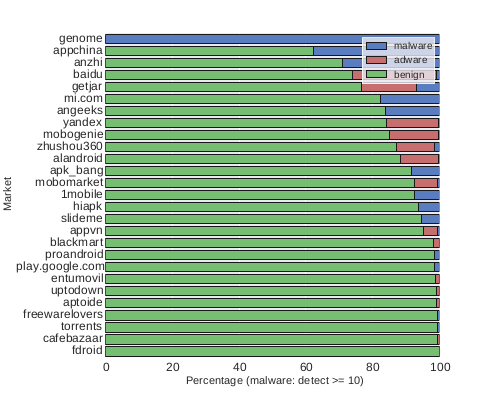 genome
appchina
anzhi
baidu
getjar
mi.com
angeeks
yandex
mobogenie
zhushou360
alandroid
apk_bang
mobomarket
1mobile
hiapk
slideme
appvn
blackmart
proandroid
play.google.com
entumovil
uptodown
aptoide
freewarelovers
torrents
cafebazaar
fdroid
Market
malware
adware
benign
0 20 40 60 80 100
Percentage (malware: detect >= 10)